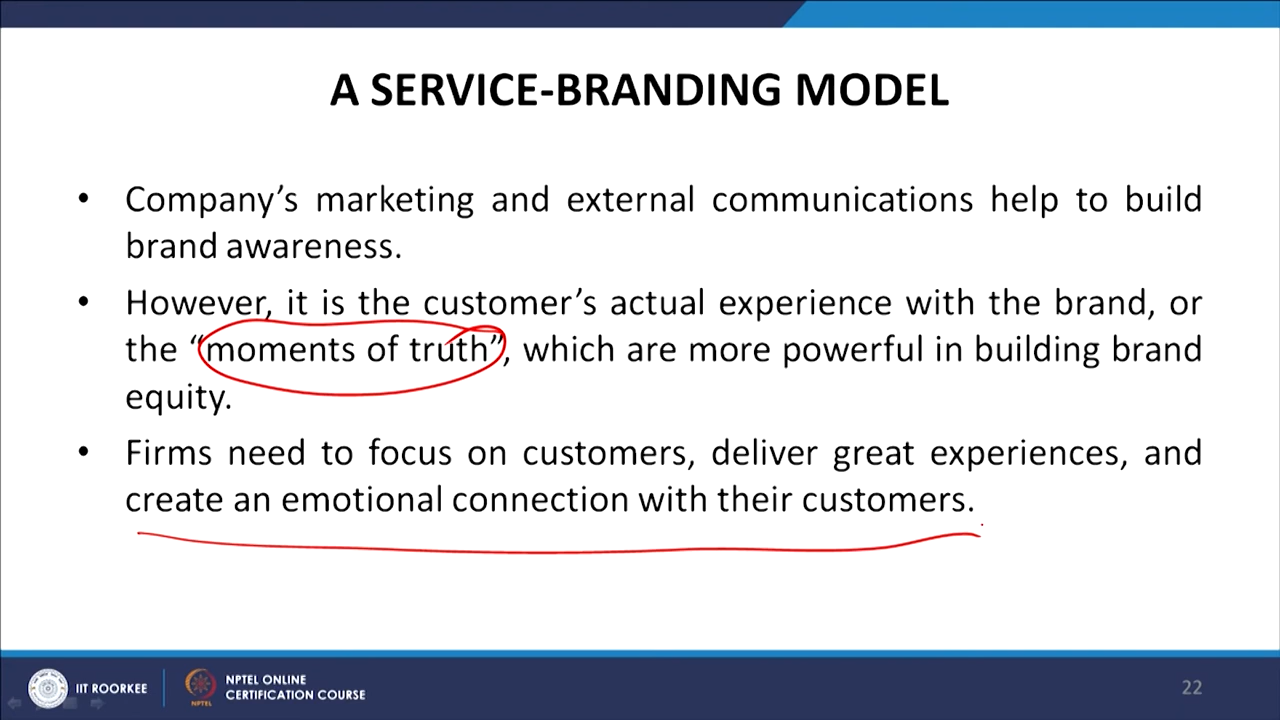 A SERVICE-BRANDING MODEL
• Company’s marketing and external communications help to build
brand awareness.
• However, it is the customer’s actual experience with the brand, or
the “moments of truth”, which are more powerful in building brand
equity.
• Firms need to focus on customers, deliver great experiences, and
create an emotional connection with their customers.
IIT ROORKEE
NPTEL
NPTEL ONLINE
CERTIFICATION COURSE
22